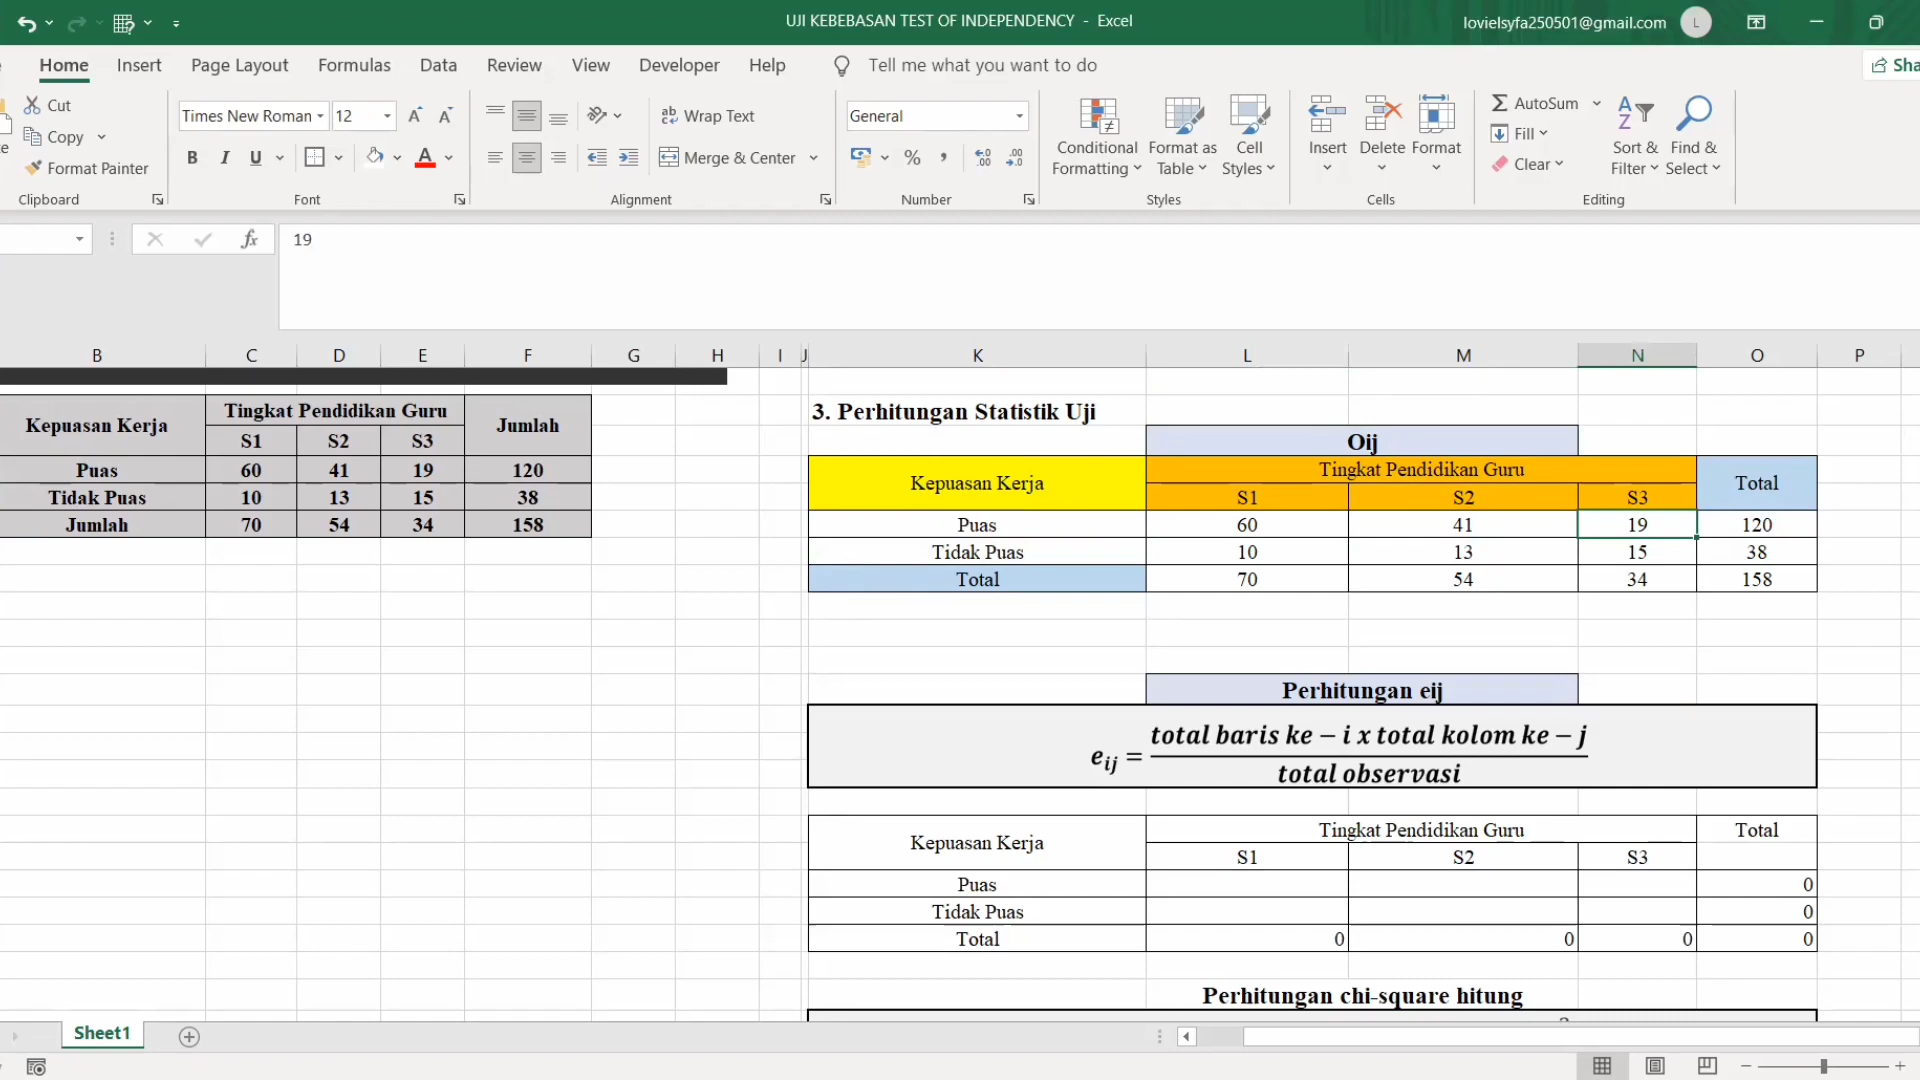 UJI KEBEBASAN TEST OF INDEPENDENCY - Excel
lovielsyfa250501@gmail.com
L
Home Insert Page Layout Formulas Data Review View Developer Help Tell me what you want to do
Sha
Cut
Copy
Format Painter
Clipboard
Times New Roman 12
B I U
Font
Wrap Text
Merge & Center
Alignment
General
Number
Conditional Formatting
Format as Table
Cell Styles
Styles
Insert
Delete
Format
Cells
AutoSum
Fill
Clear
Sort & Filter
Find & Select
Editing
fx 19
B C D E F G H I J K L M N O P
Kepuasan Kerja Tingkat Pendidikan Guru Jumlah
S1 S2 S3
Puas 60 41 19 120
Tidak Puas 10 13 15 38
Jumlah 70 54 34 158
3. Perhitungan Statistik Uji
Oij
Kepuasan Kerja Tingkat Pendidikan Guru Total
S1 S2 S3
Puas 60 41 19 120
Tidak Puas 10 13 15 38
Total 70 54 34 158
Perhitungan eij
total baris ke − i x total kolom ke − j
eij =
total observasi
Kepuasan Kerja Tingkat Pendidikan Guru Total
S1 S2 S3
Puas 0
Tidak Puas 0
Total 0 0 0 0
Perhitungan chi-square hitung
Sheet1